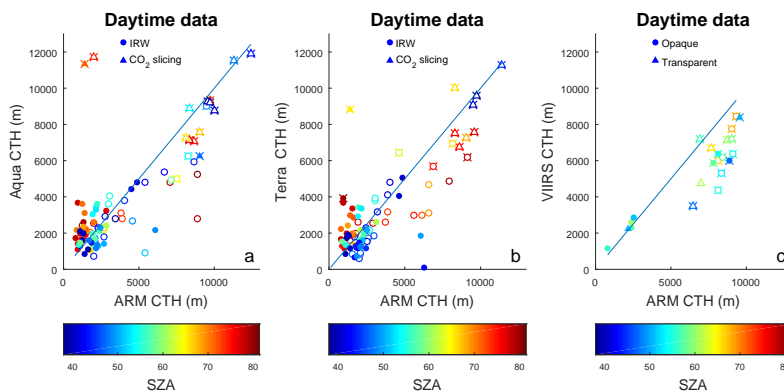 Daytime data
Daytime data
Daytime data
IRW
CO2 slicing
IRW
CO2 slicing
Opaque
Transparent
Aqua CTH (m)
12000
10000
8000
6000
4000
2000
0
0
5000
10000
ARM CTH (m)
a
Terra CTH (m)
12000
10000
8000
6000
4000
2000
0
0
5000
10000
ARM CTH (m)
b
VIIRS CTH (m)
12000
10000
8000
6000
4000
2000
0
0
5000
10000
ARM CTH (m)
c
40 50 60 70 80
SZA
40 50 60 70 80
SZA
40 50 60 70 80
SZA